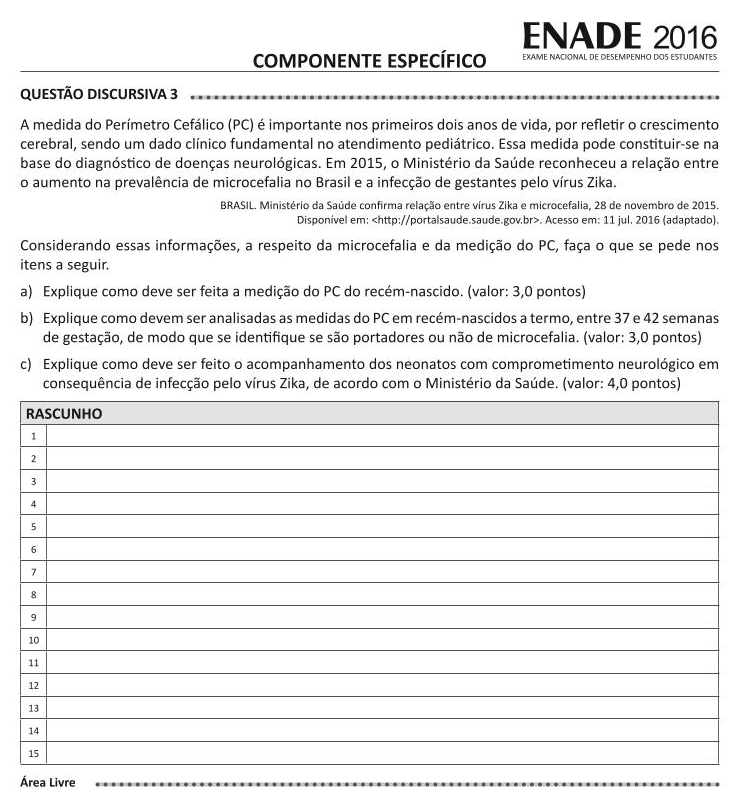 ENADE 2016
EXAME NACIONAL DE DESEMPENHO DOS ESTUDANTES
COMPONENTE ESPECÍFICO
QUESTÃO DISCURSIVA 3
A medida do Perímetro Cefálico (PC) é importante nos primeiros dois anos de vida, por refletir o crescimento
cerebral, sendo um dado clínico fundamental no atendimento pediátrico. Essa medida pode constituir-se na
base do diagnóstico de doenças neurológicas. Em 2015, o Ministério da Saúde reconheceu a relação entre
o aumento na prevalência de microcefalia no Brasil e a infecção de gestantes pelo vírus Zika.
BRASIL. Ministério da Saúde confirma relação entre vírus Zika e microcefalia, 28 de novembro de 2015.
Disponível em: <http://portalsaude.saude.gov.br>. Acesso em: 11 jul. 2016 (adaptado).
Considerando essas informações, a respeito da microcefalia e da medição do PC, faça o que se pede nos
itens a seguir.
a) Explique como deve ser feita a medição do PC do recém-nascido. (valor: 3,0 pontos)
b) Explique como devem ser analisadas as medidas do PC em recém-nascidos a termo, entre 37 e 42 semanas
de gestação, de modo que se identifique se são portadores ou não de microcefalia. (valor: 3,0 pontos)
c) Explique como deve ser feito o acompanhamento dos neonatos com comprometimento neurológico em
consequência de infecção pelo vírus Zika, de acordo com o Ministério da Saúde. (valor: 4,0 pontos)
RASCUNHO
1
2
3
4
5
6
7
8
9
10
11
12
13
14
15
Área Livre